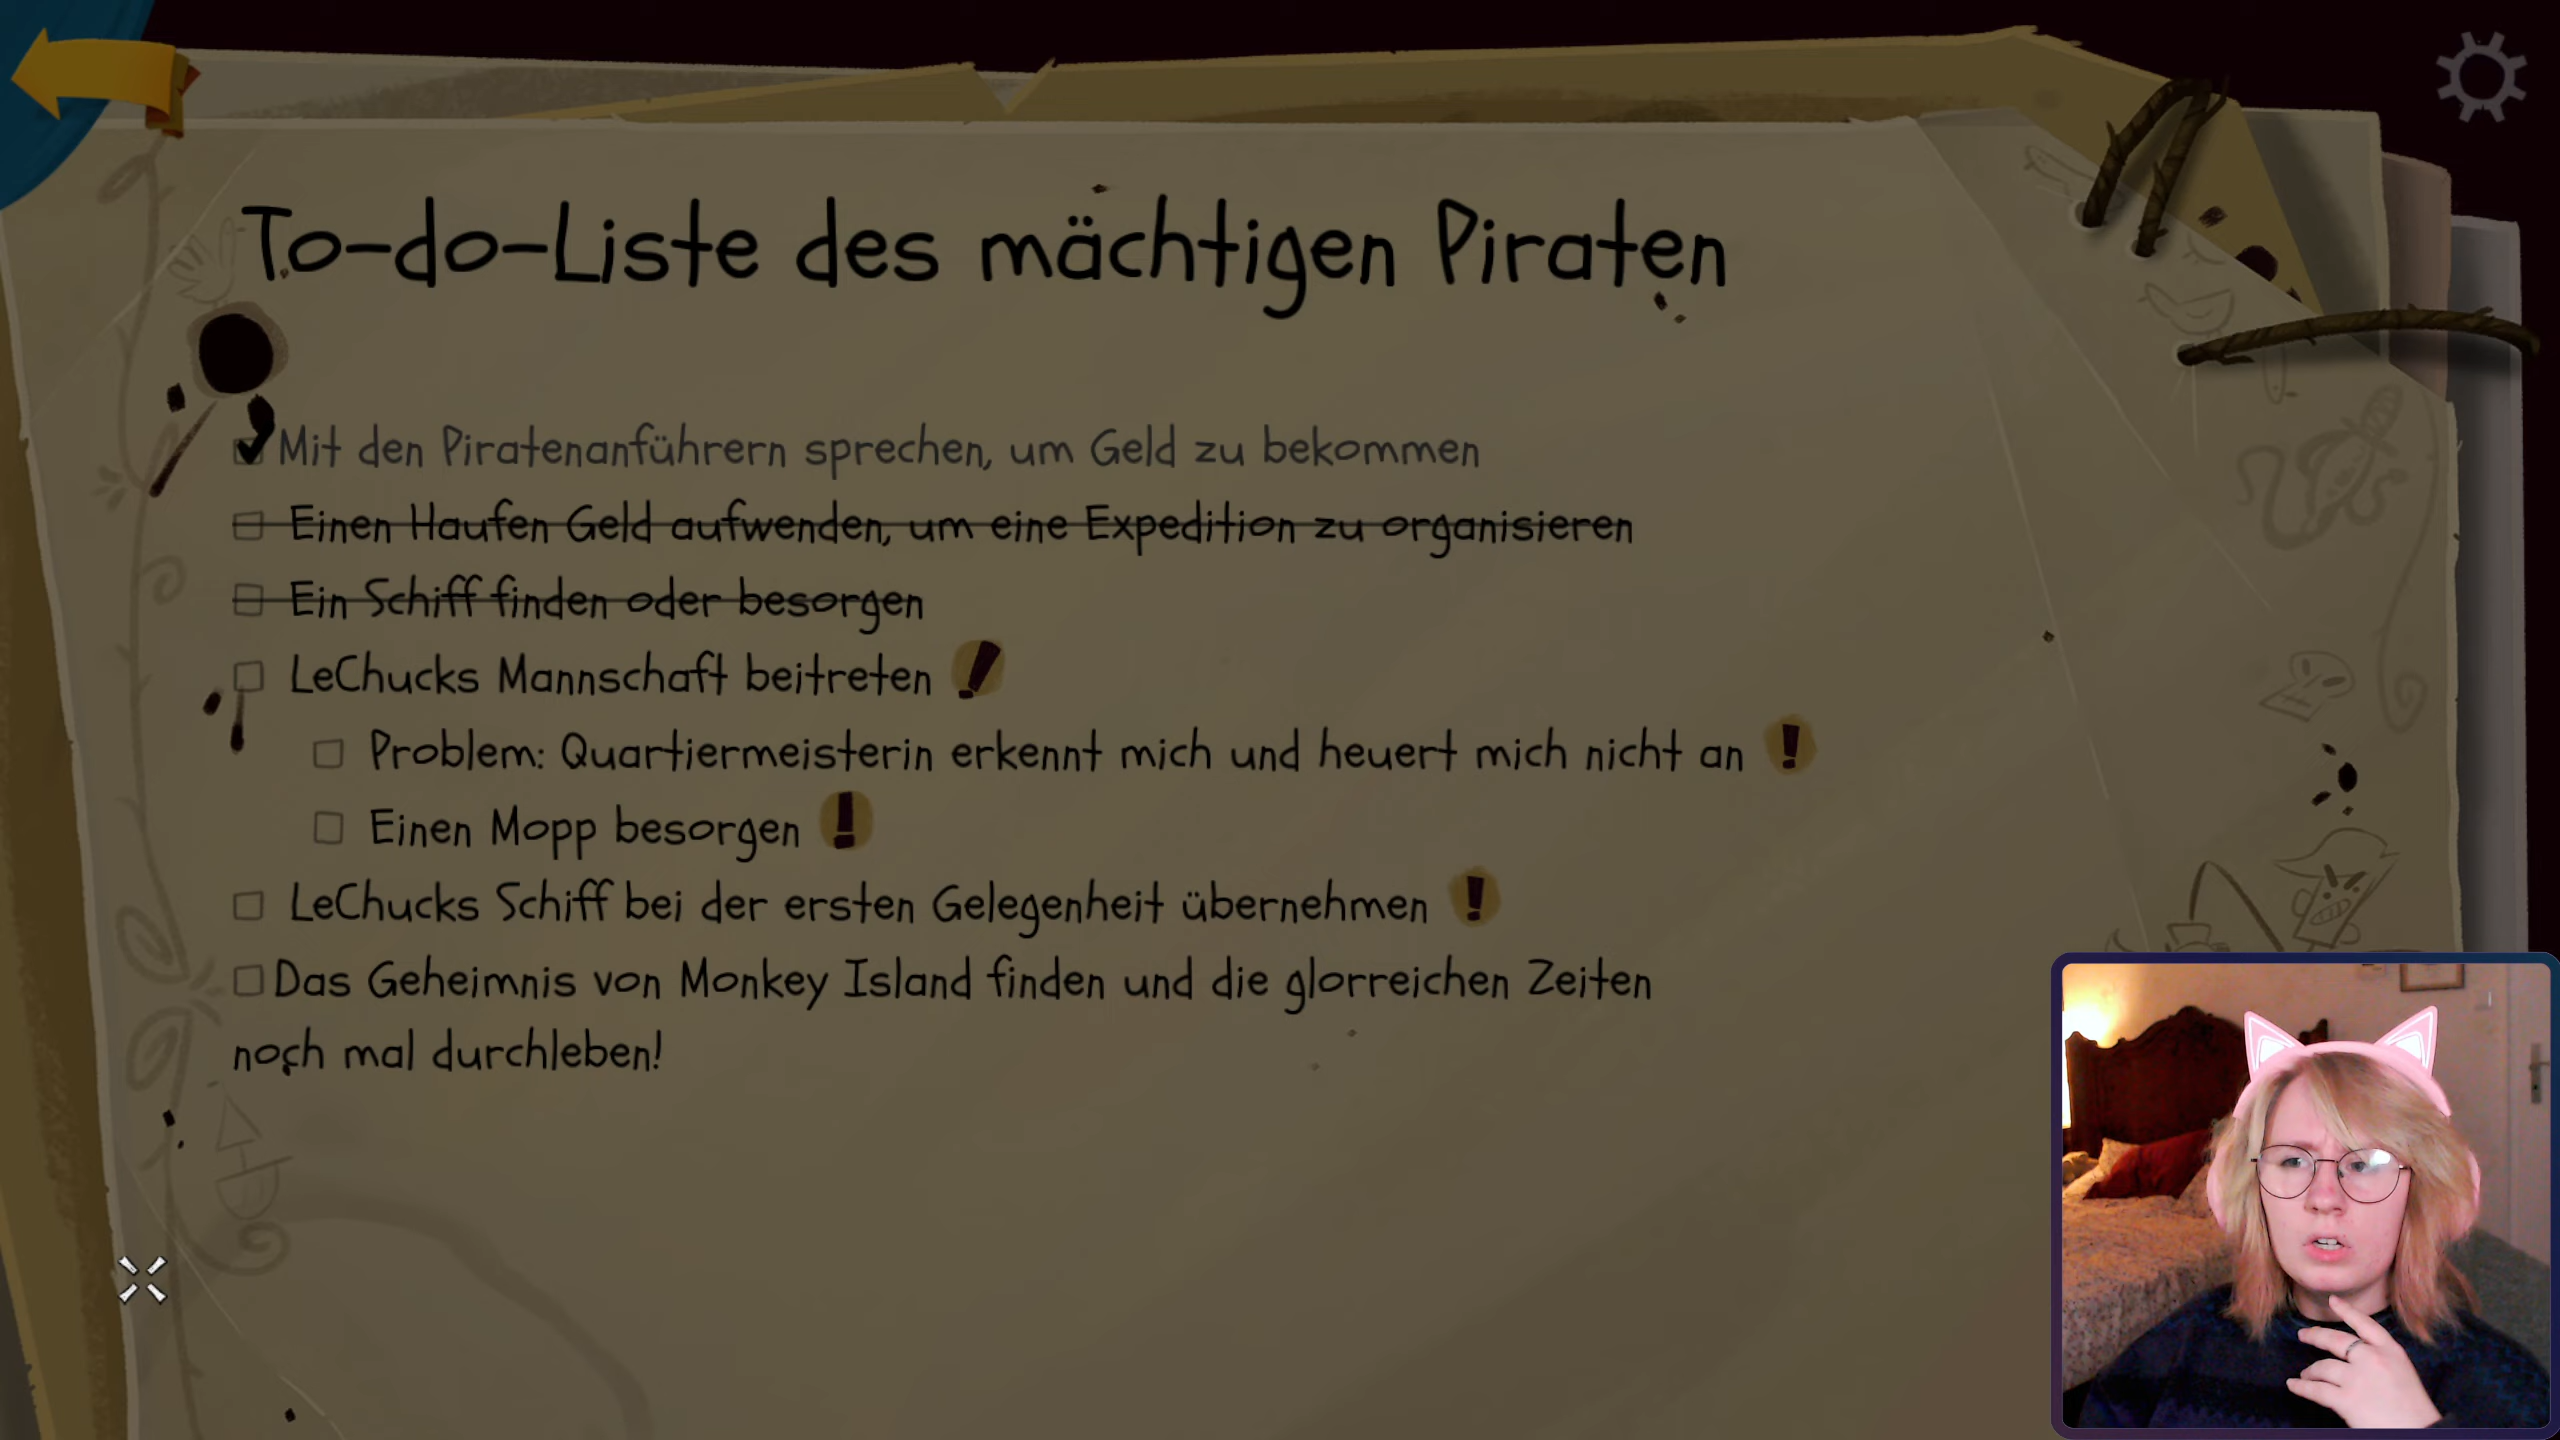 To-do-Liste des mächtigen Piraten
Mit den Piratenanführern sprechen, um Geld zu bekommen
Einen Haufen Geld aufwenden, um eine Expedition zu organisieren
Ein Schiff finden oder besorgen
LeChucks Mannschaft beitreten !
Problem: Quartiermeisterin erkennt mich und heuert mich nicht an !
Einen Mopp besorgen !
LeChucks Schiff bei der ersten Gelegenheit übernehmen !
Das Geheimnis von Monkey Island finden und die glorreichen Zeiten
noch mal durchleben!